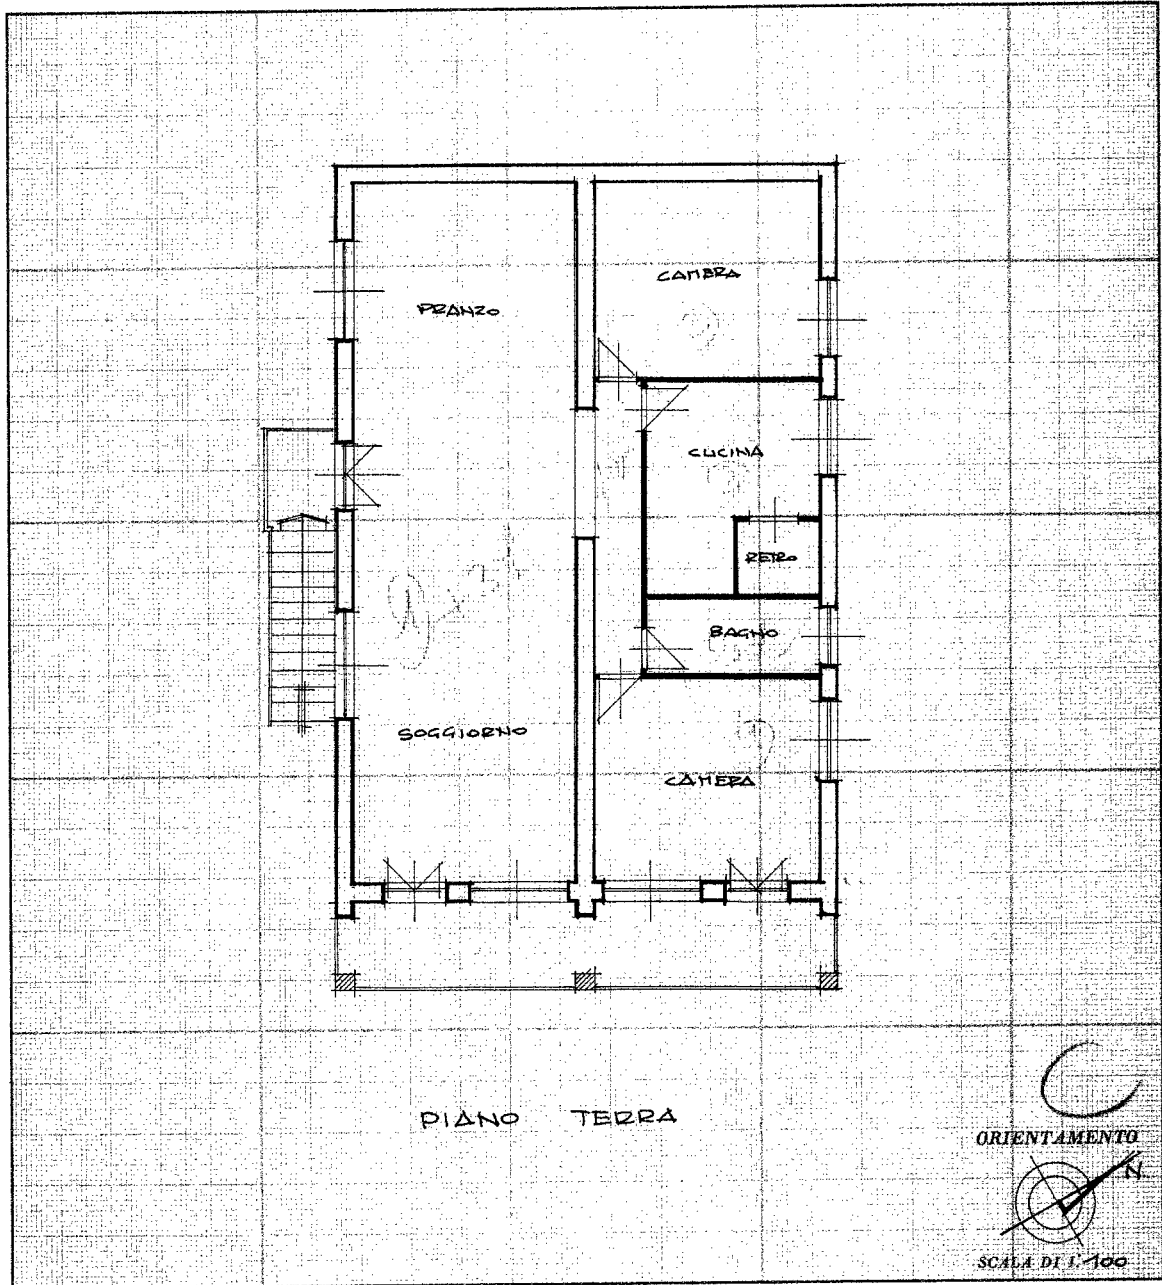 CAMERA
PRANZO
CUCINA
RETRO
BAGNO
SOGGIORNO
CAMERA
PIANO TERRA
ORIENTAMENTO
N
SCALA DI 1:100